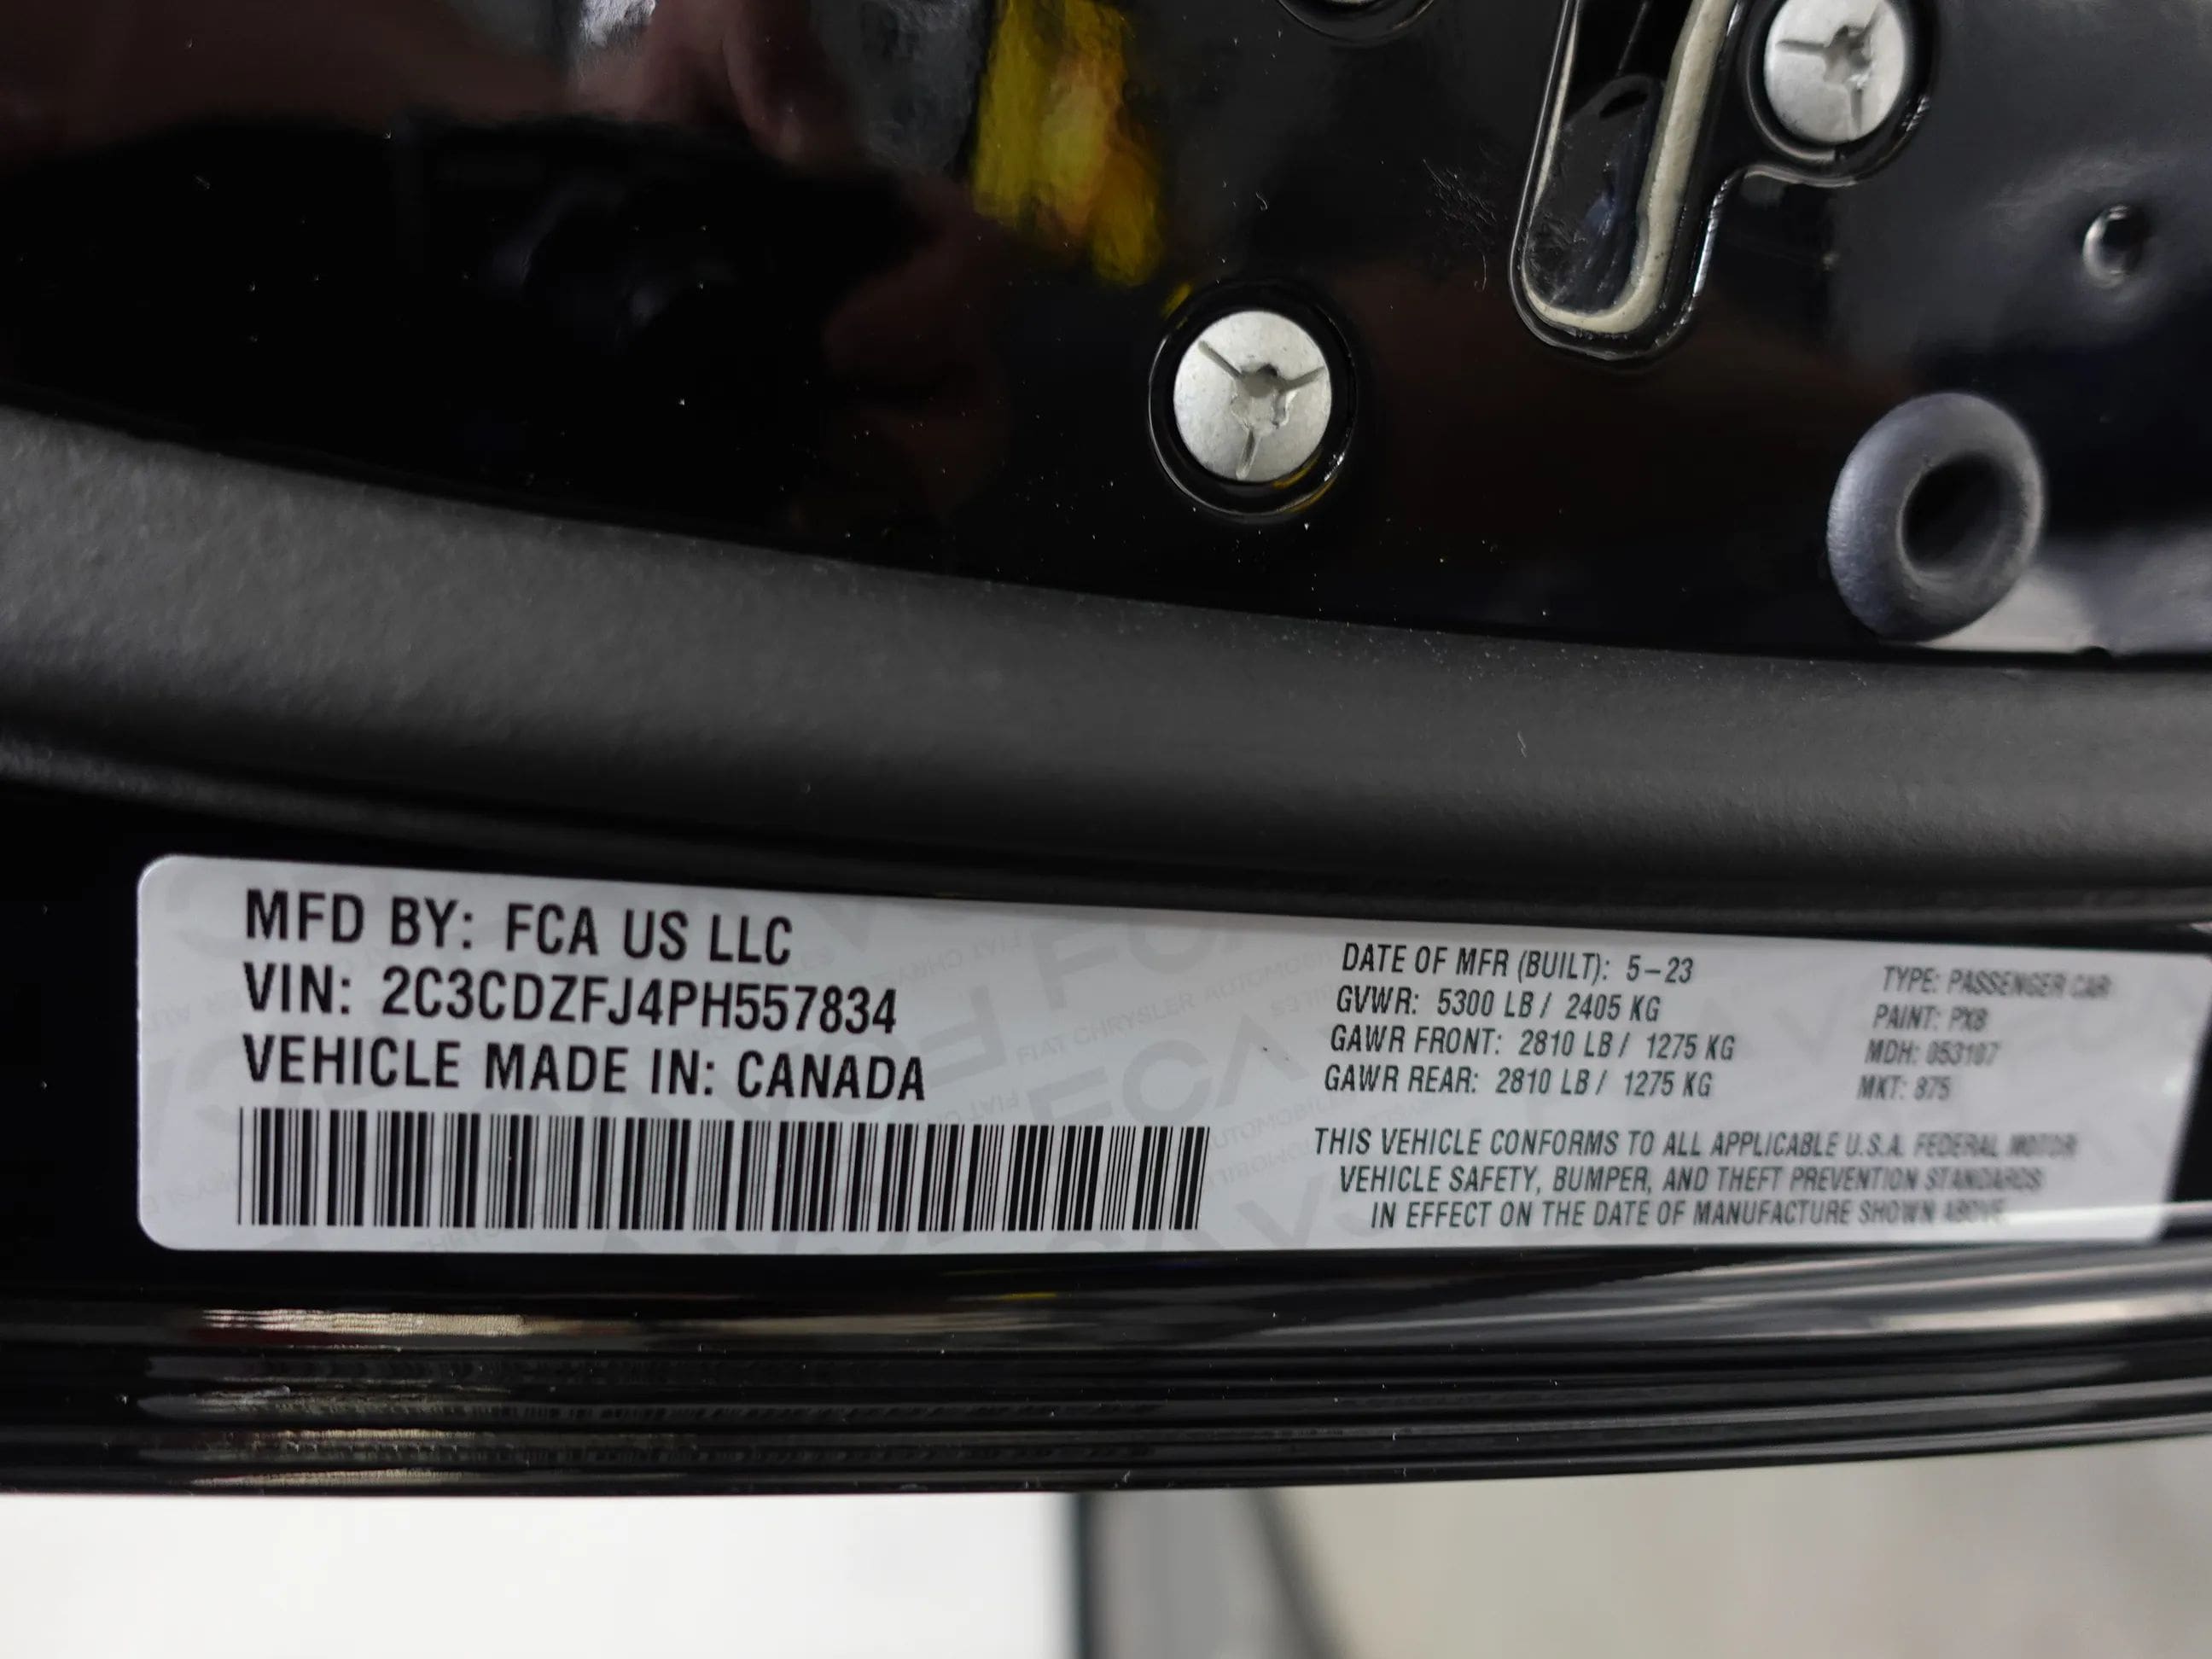 MFD BY: FCA US LLC
VIN: 2C3CDZFJ4PH557834
VEHICLE MADE IN: CANADA
DATE OF MFR (BUILT): 5-23
GVWR: 5300 LB / 2405 KG
GAWR FRONT: 2810 LB / 1275 KG
GAWR REAR: 2810 LB / 1275 KG
TYPE: PASSENGER CAR
PAINT: PX8
MDH: 053107
MKT: 875
THIS VEHICLE CONFORMS TO ALL APPLICABLE U.S.A. FEDERAL MOTOR
VEHICLE SAFETY, BUMPER, AND THEFT PREVENTION STANDARDS
IN EFFECT ON THE DATE OF MANUFACTURE SHOWN ABOVE.